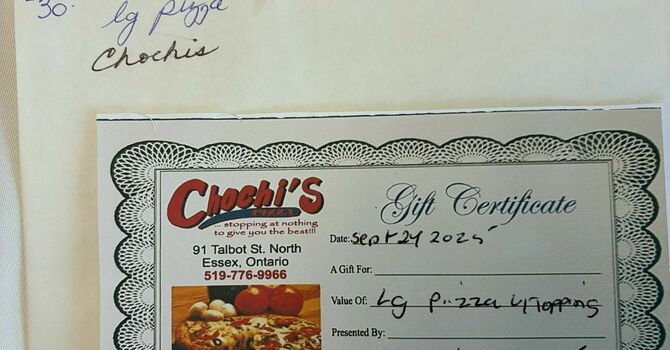 30.
lg pizza
Chochis
Chochi's
PIZZA
... stopping at nothing
to give you the best!!!
91 Talbot St. North
Essex, Ontario
519-776-9966
Gift Certificate
Date: Sept 24 2025
A Gift For:
Value Of: Lg pizza 4 topping
Presented By: